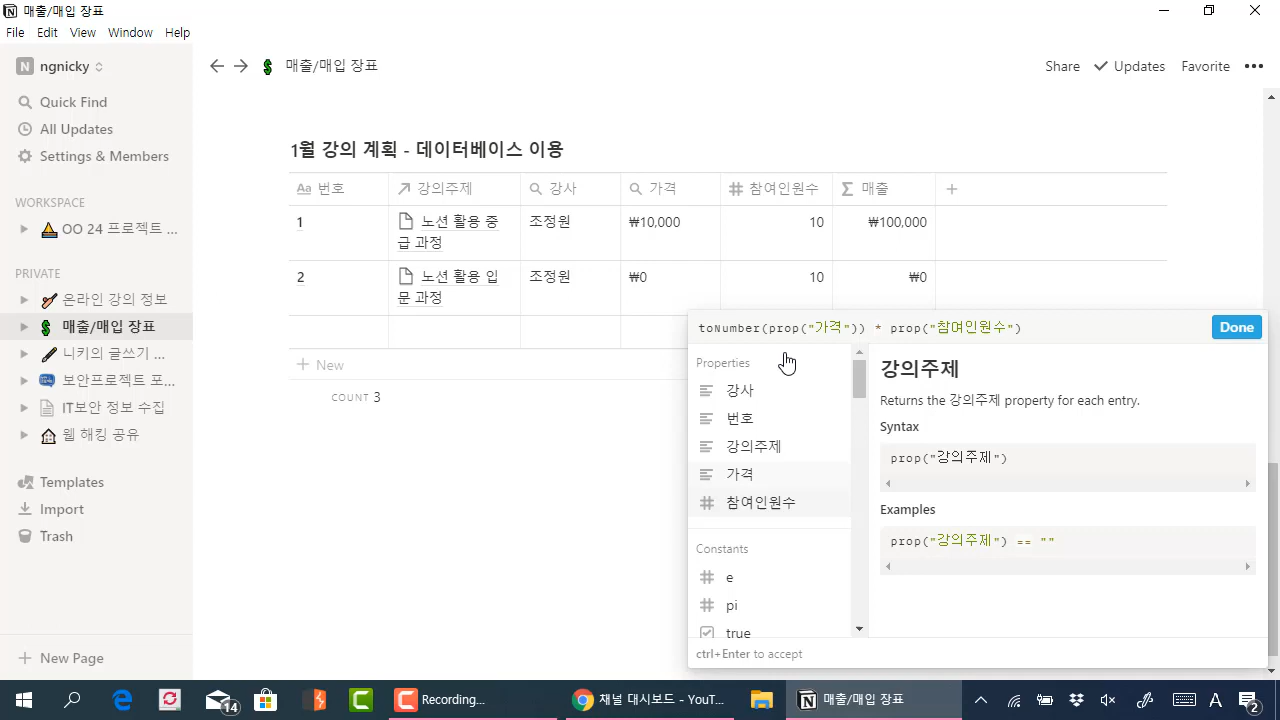 매출/매입 장표
File Edit View Window Help
N ngnicky
매출/매입 장표
Share Updates Favorite
Quick Find
All Updates
Settings & Members
WORKSPACE
OO 24 프로젝트 ...
PRIVATE
온라인 강의 정보
매출/매입 장표
니키의 글쓰기 ...
보안프로젝트 포...
IT보안 정보 수집
웹 해킹 공유
Templates
Import
Trash
New Page
1월 강의 계획 - 데이터베이스 이용
Aa 번호 강의주제 강사 가격 참여인원수 매출
1 노션 활용 중 조정원 ₩10,000 10 ₩100,000
급 과정
2 노션 활용 입 조정원 ₩0 10 ₩0
문 과정
New
COUNT 3
toNumber(prop("가격")) * prop("참여인원수") Done
Properties
강사
번호
강의주제
가격
참여인원수
Constants
e
pi
true
강의주제
Returns the 강의주제 property for each entry.
Syntax
prop("강의주제")
Examples
prop("강의주제") == ""
ctrl+Enter to accept
14 Recording... 채널 대시보드 - YouT... 매출/매입 장표 A 2